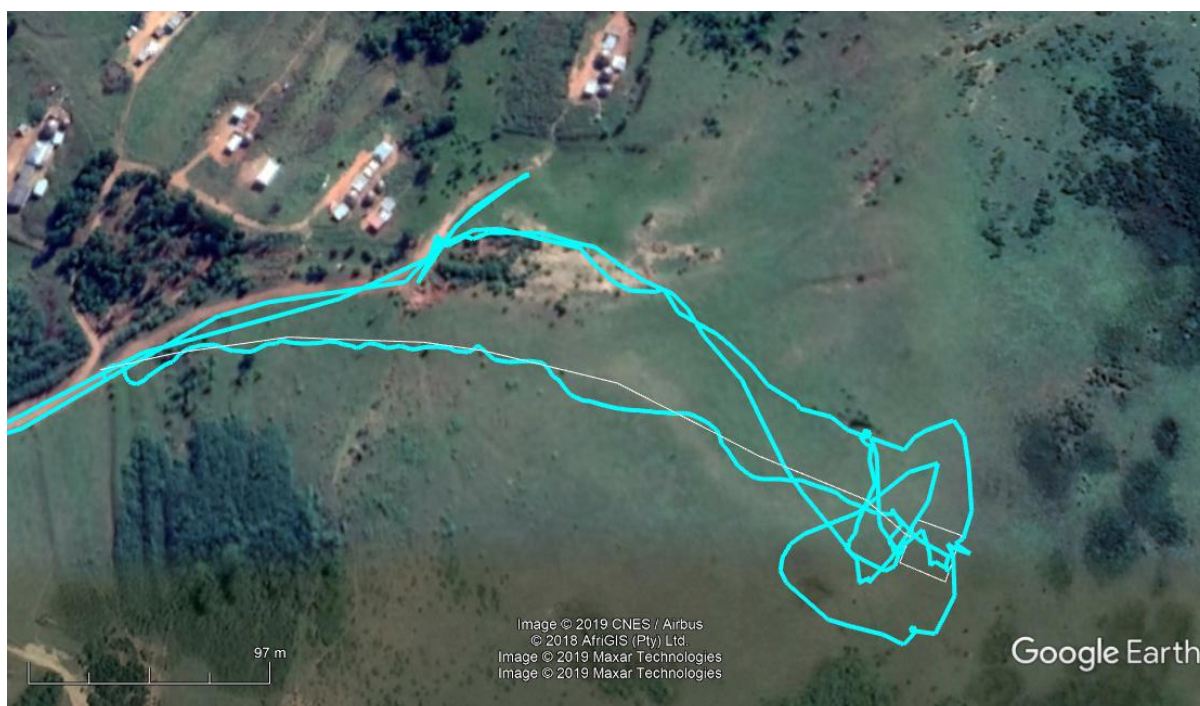 97 m
Image © 2019 CNES / Airbus
© 2018 AfriGIS (Pty) Ltd.
Image © 2019 Maxar Technologies
Image © 2019 Maxar Technologies
Google Earth